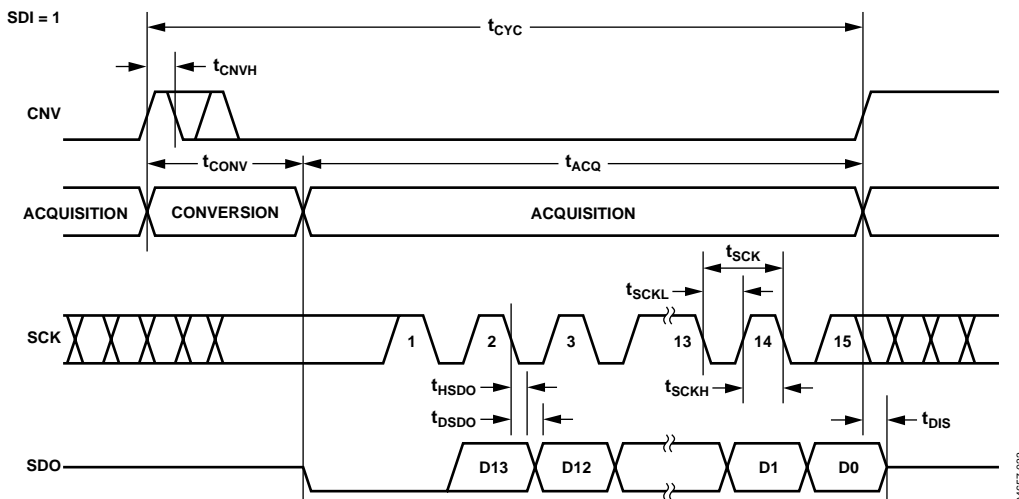 SDI = 1
tCYC
tCNVH
CNV
tCONV
tACQ
ACQUISITION
CONVERSION
ACQUISITION
tSCK
tSCKL
SCK
1
2
3
13
14
15
tHSDO
tSCKH
tDSDO
tDIS
SDO
D13
D12
D1
D0